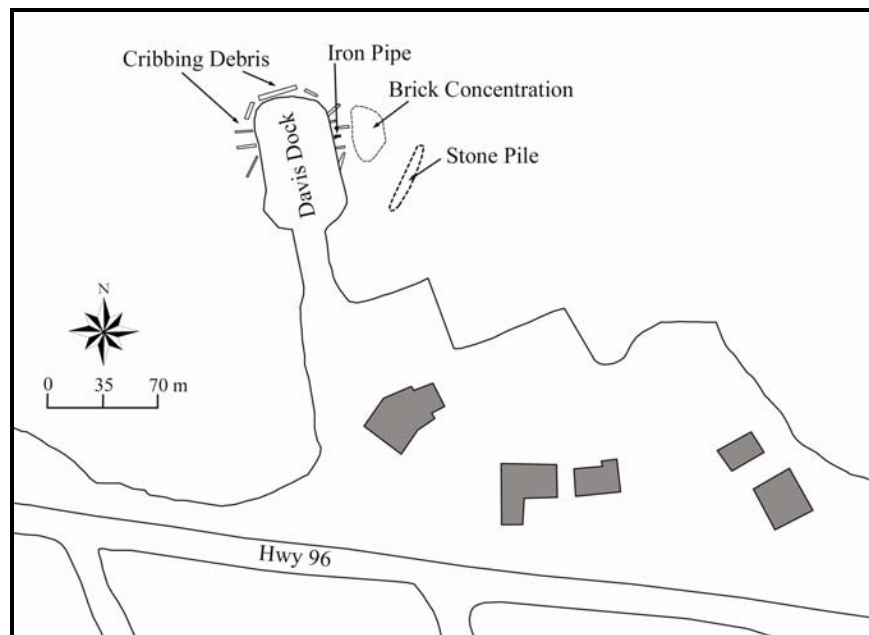 Cribbing Debris
Iron Pipe
Brick Concentration
Davis Dock
Stone Pile
N
0 35 70 m
Hwy 96